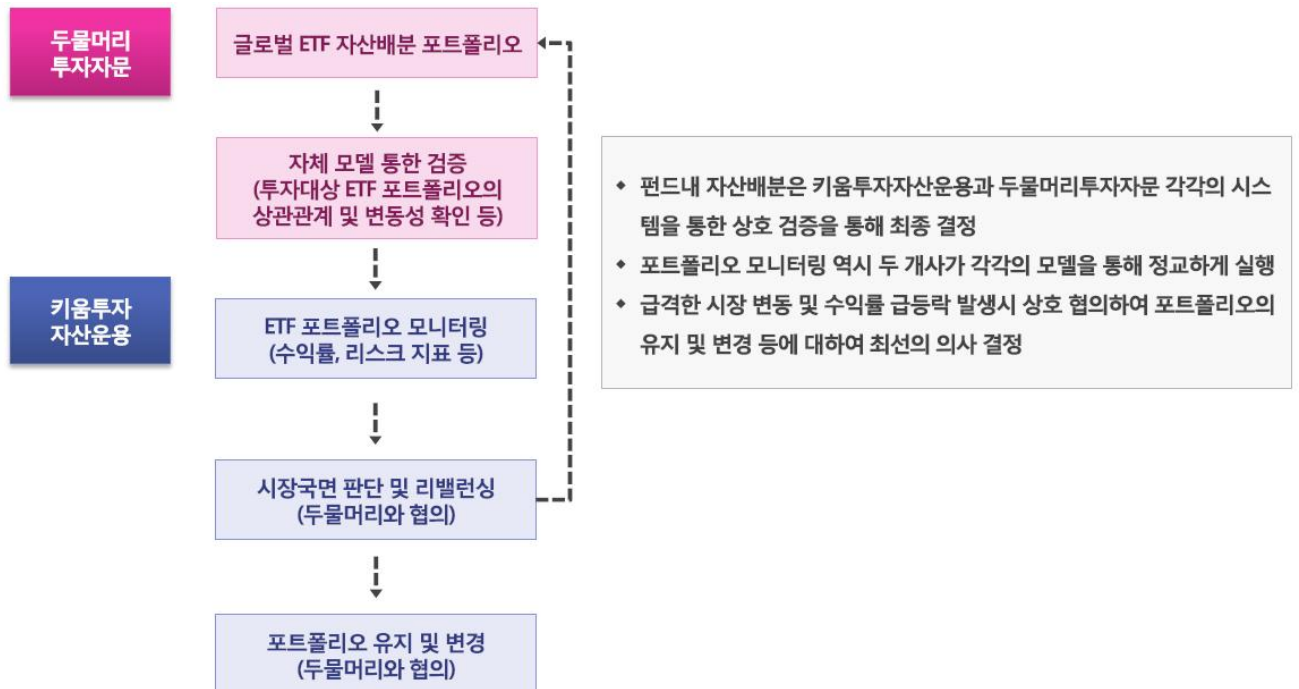 두물머리
투자자문
글로벌 ETF 자산배분 포트폴리오
자체 모델 통한 검증
(투자대상 ETF 포트폴리오의
상관관계 및 변동성 확인 등)
키움투자
자산운용
ETF 포트폴리오 모니터링
(수익률, 리스크 지표 등)
시장국면 판단 및 리밸런싱
(두물머리와 협의)
포트폴리오 유지 및 변경
(두물머리와 협의)
◆ 펀드내 자산배분은 키움투자자산운용과 두물머리투자자문 각각의 시스
템을 통한 상호 검증을 통해 최종 결정
◆ 포트폴리오 모니터링 역시 두 개사가 각각의 모델을 통해 정교하게 실행
◆ 급격한 시장 변동 및 수익률 급등락 발생시 상호 협의하여 포트폴리오의
유지 및 변경 등에 대하여 최선의 의사 결정